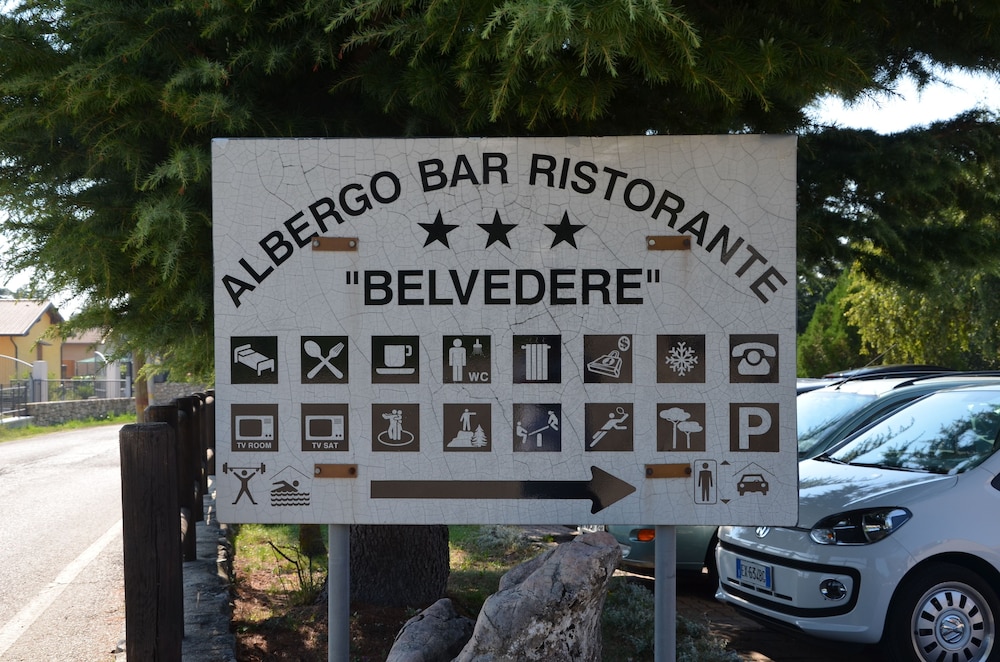 ALBERGO BAR RISTORANTE
"BELVEDERE"
WC
$
TV ROOM
TV SAT
P